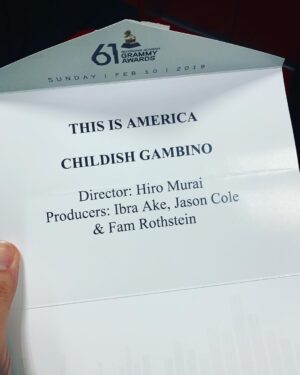 61
GRAMMY
AWARDS
SUNDAY | FEB 10 | 2019
THIS IS AMERICA
CHILDISH GAMBINO
Director: Hiro Murai
Producers: Ibra Ake, Jason Cole
& Fam Rothstein